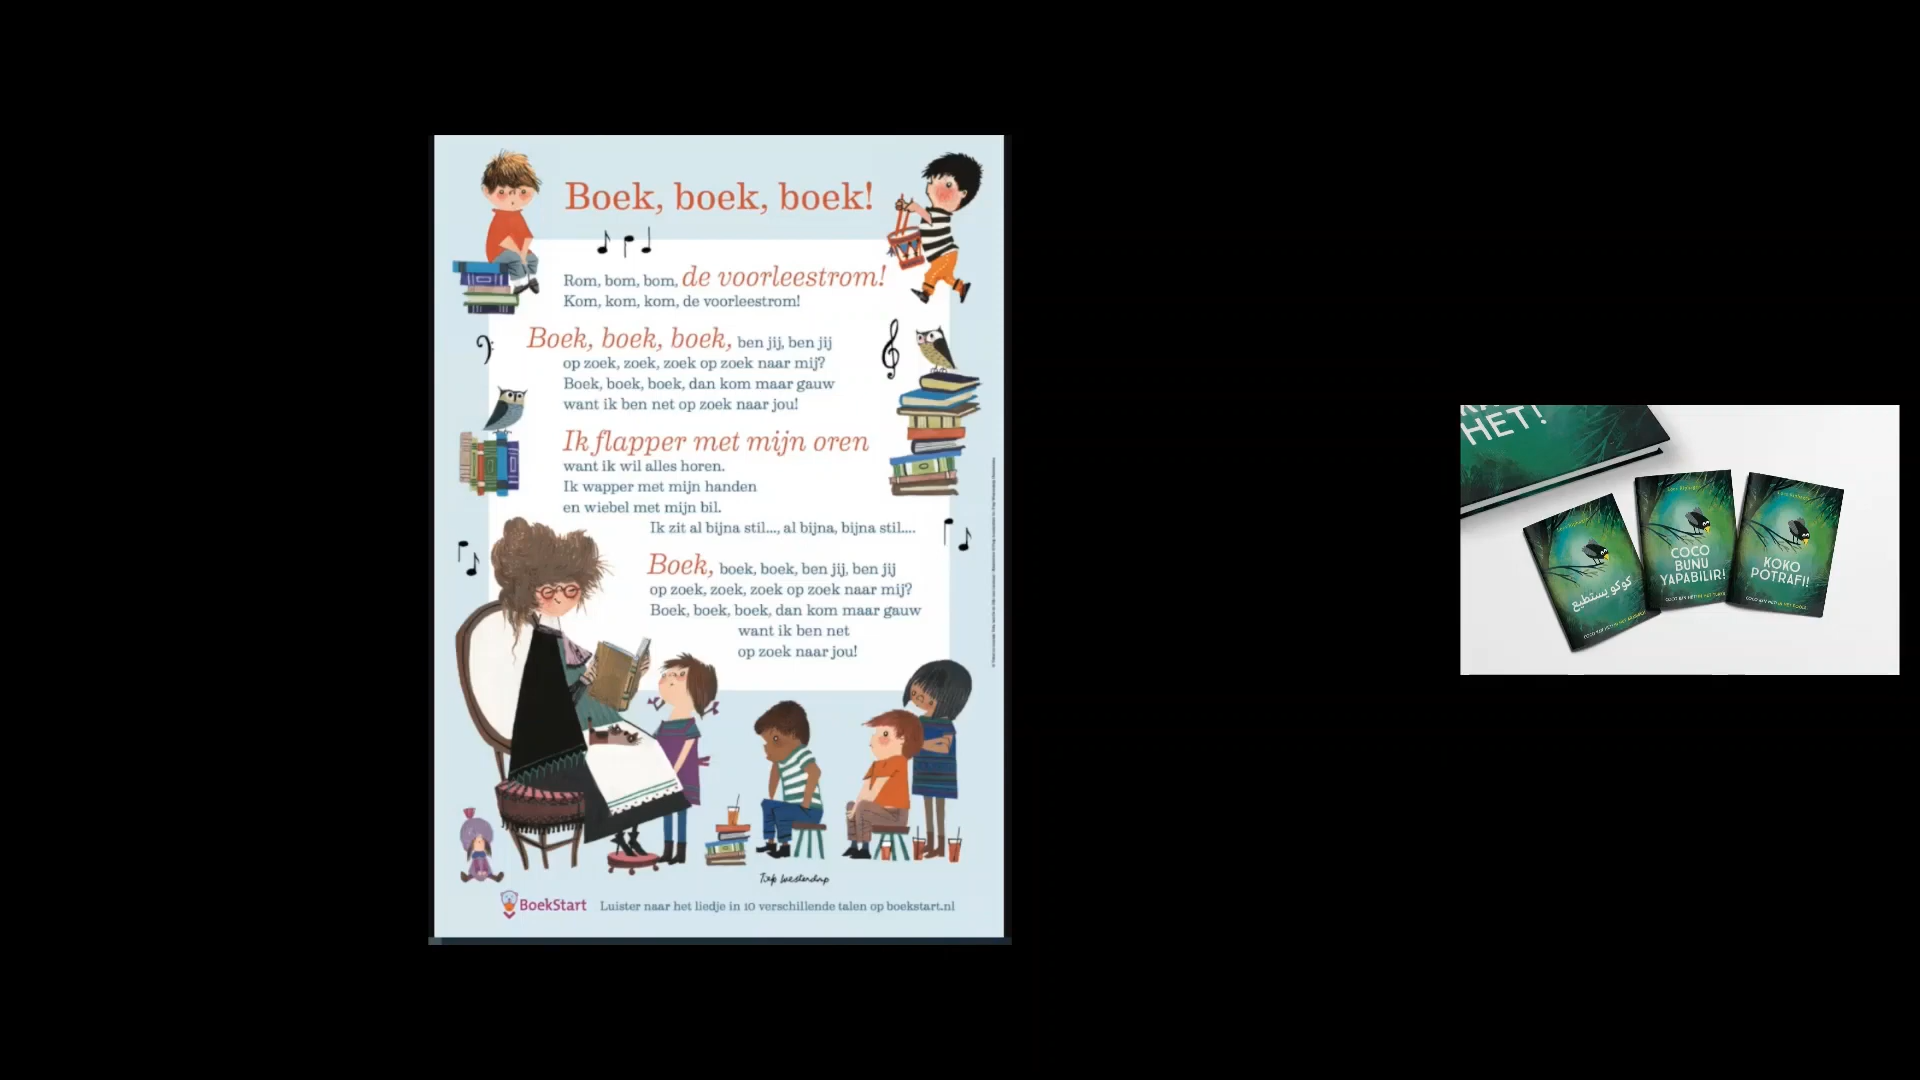 Boek, boek, boek!
Rom, bom, bom, de voorleestrom!
Kom, kom, kom, de voorleestrom!
Boek, boek, boek, ben jij, ben jij
op zoek, zoek, zoek op zoek naar mij?
Boek, boek, boek, dan kom maar gauw
want ik ben net op zoek naar jou!
Ik flapper met mijn oren
want ik wil alles horen.
Ik wapper met mijn handen
en wiebel met mijn bil.
Ik zit al bijna stil..., al bijna, bijna stil....
Boek, boek, boek, ben jij, ben jij
op zoek, zoek, zoek op zoek naar mij?
Boek, boek, boek, dan kom maar gauw
want ik ben net
op zoek naar jou!
Fiep Westendorp
BoekStart
Luister naar het liedje in 10 verschillende talen op boekstart.nl
HET!
كوكو يستطيع
COCO
BUNU
YAPABILIR!
KOKO
POTRAFI!